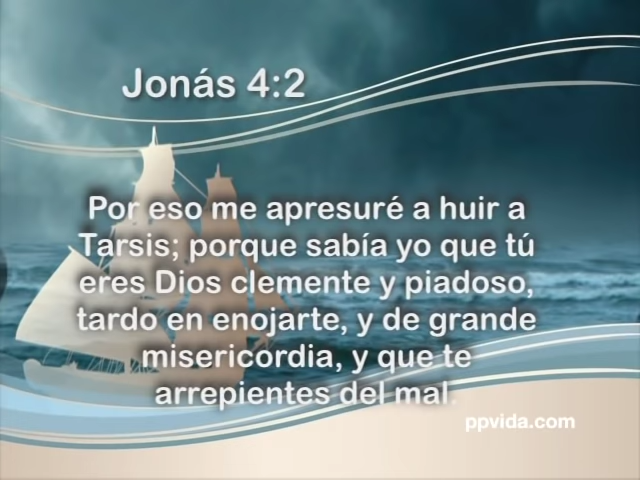 Jonás 4:2
Por eso me apresuré a huir a
Tarsis; porque sabía yo que tú
eres Dios clemente y piadoso,
tardo en enojarte, y de grande
misericordia, y que te
arrepientes del mal.
ppvida.com